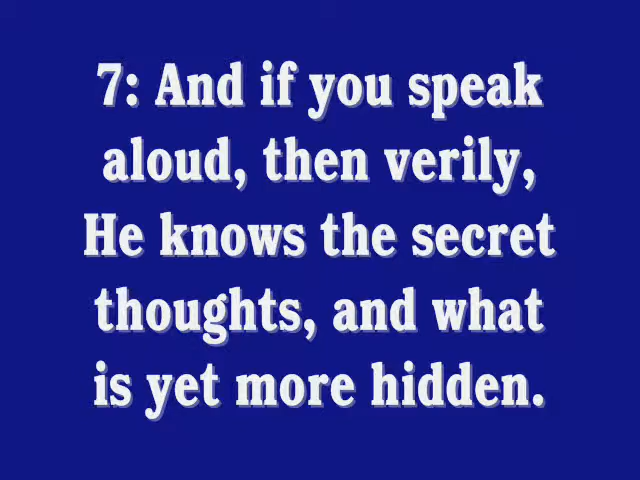 7: And if you speak
aloud, then verily,
He knows the secret
thoughts, and what
is yet more hidden.